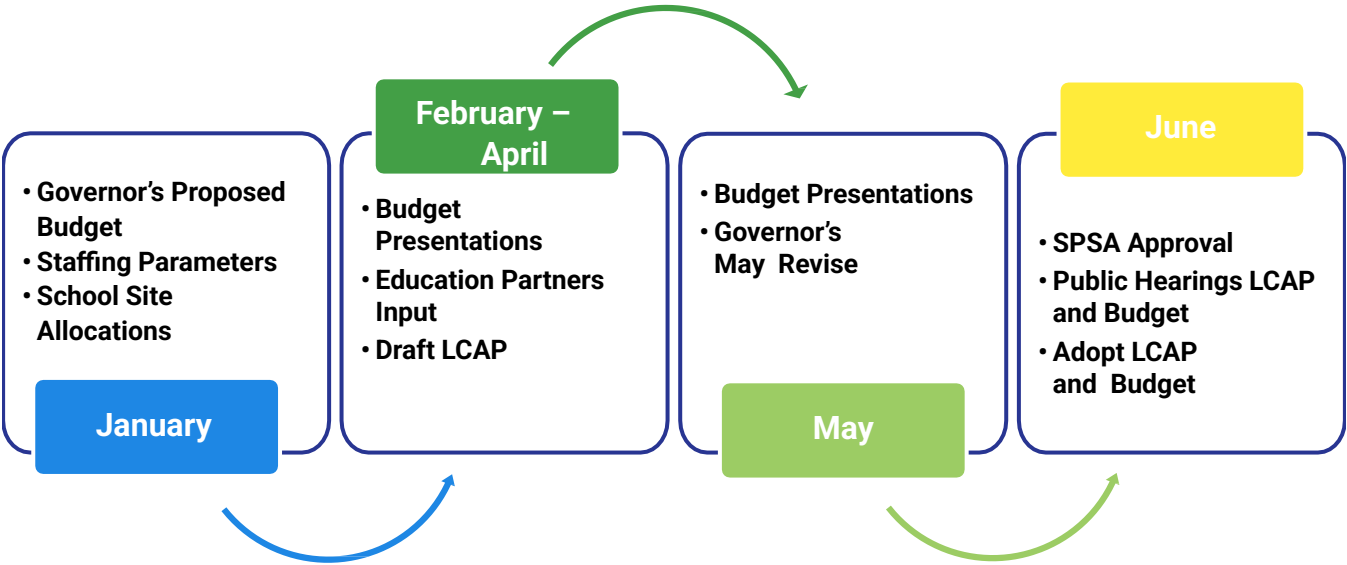 • Governor’s Proposed
Budget
• Staffing Parameters
• School Site
Allocations
January
February –
April
• Budget
Presentations
• Education Partners
Input
• Draft LCAP
• Budget Presentations
• Governor’s
May Revise
May
June
• SPSA Approval
• Public Hearings LCAP
and Budget
• Adopt LCAP
and Budget